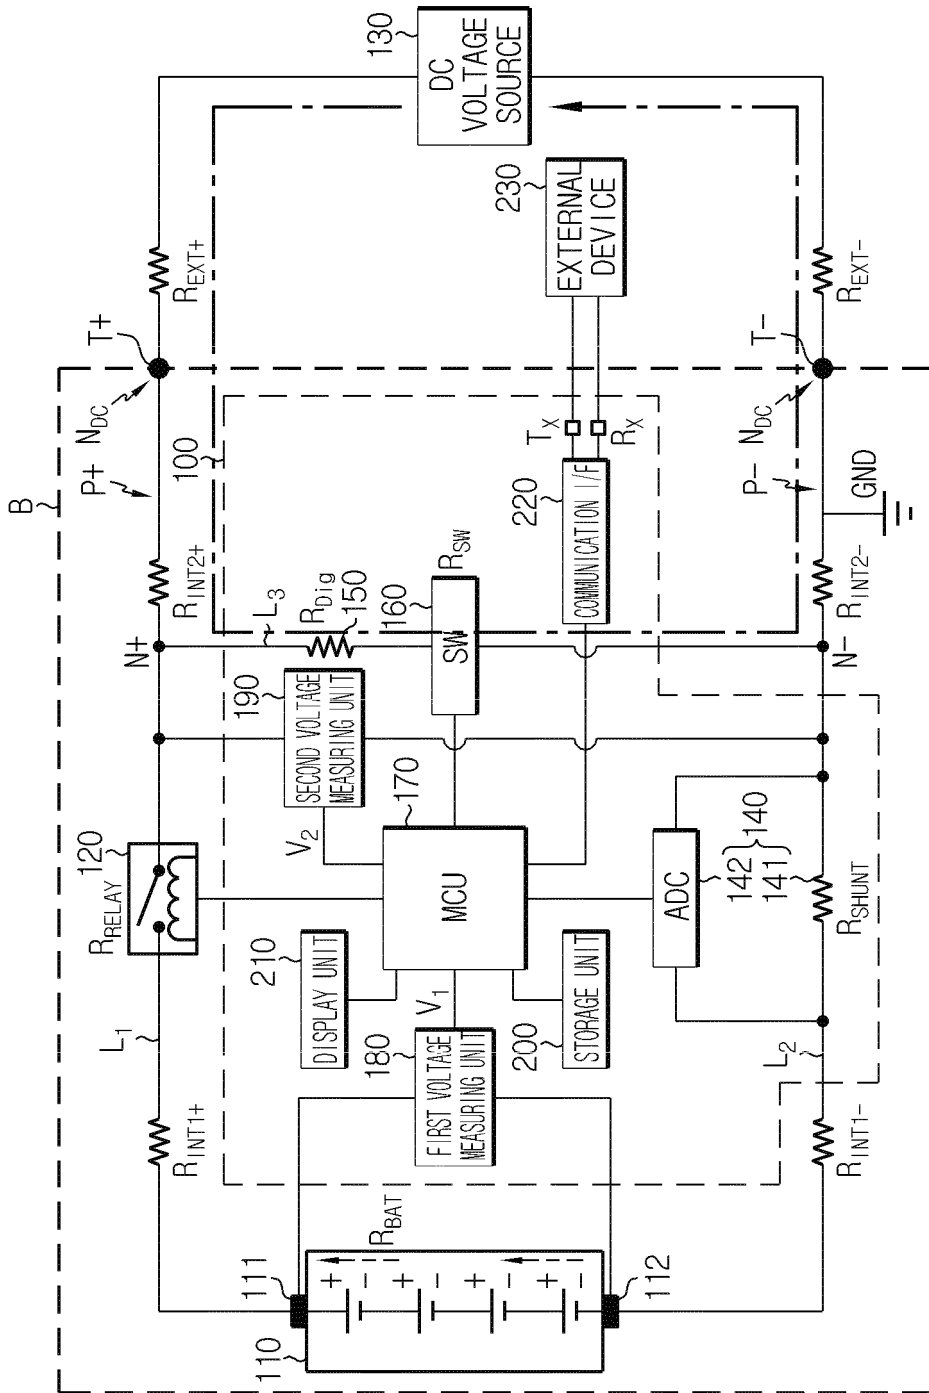 B
P+
N_DC
T+
R_EXT+
130
DC
VOLTAGE
SOURCE
N+
R_INT2+
120
R_RELAY
L_1
R_INT1+
100
L_3
R_Dig
150
160
R_SW
SW
190
SECOND VOLTAGE
MEASURING UNIT
V_2
170
MCU
210
DISPLAY UNIT
V_1
180
FIRST VOLTAGE
MEASURING UNIT
200
STORAGE UNIT
220
COMMUNICATION I/F
T_X
R_X
230
EXTERNAL
DEVICE
ADC
142
141
140
R_SHUNT
L_2
R_INT1-
N-
R_INT2-
GND
P-
N_DC
T-
R_EXT-
110
111
112
R_BAT
+ - + - + - + -